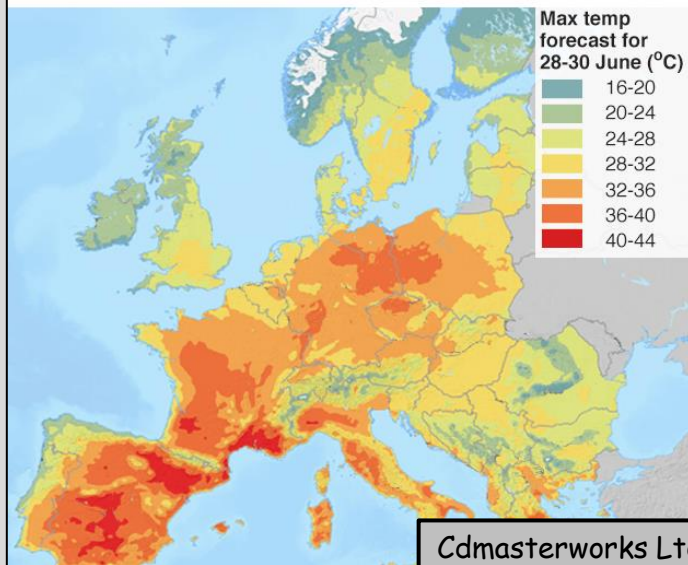 Max temp
forecast for
28-30 June (°C)
16-20
20-24
24-28
28-32
32-36
36-40
40-44
Cdmasterworks Ltd